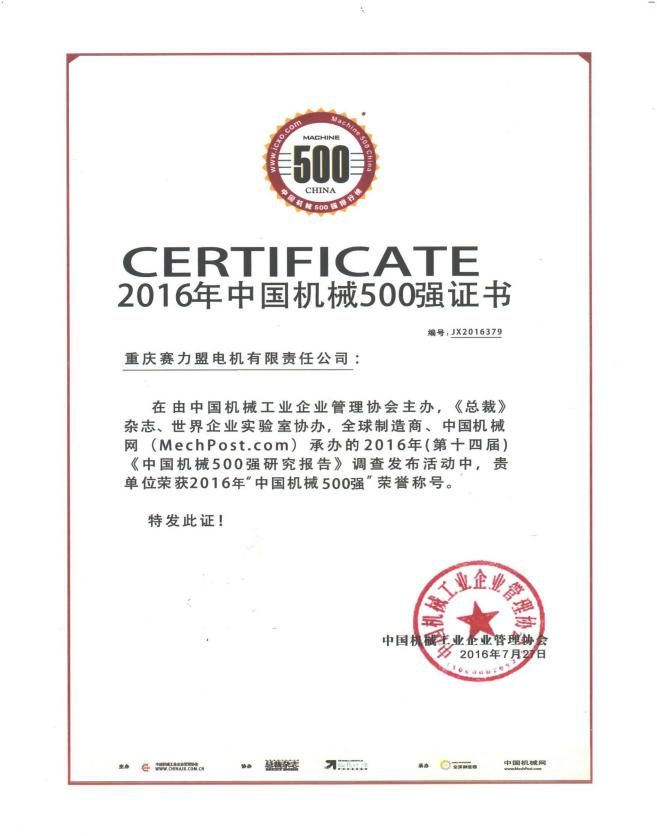 www.icxo.com
Machine 500 China
MACHINE
500
CHINA
中国机械500强排行榜
CERTIFICATE
2016年中国机械500强证书
编号：JX2016379
重庆赛力盟电机有限责任公司：
在由中国机械工业企业管理协会主办，《总裁》
杂志、世界企业实验室协办，全球制造商、中国机械
网（MechPost.com）承办的2016年(第十四届)
《中国机械500强研究报告》调查发布活动中，贵
单位荣获2016年“中国机械500强”荣誉称号。
特发此证！
中国机械工业企业管理协会
中国机械工业企业管理协会
2016年7月27日
主办
中国机械工业企业管理协会
WWW.CHINAJX.COM.CN
协办
总裁杂志
承办
全球制造商
中国机械网
www.MechPost.com